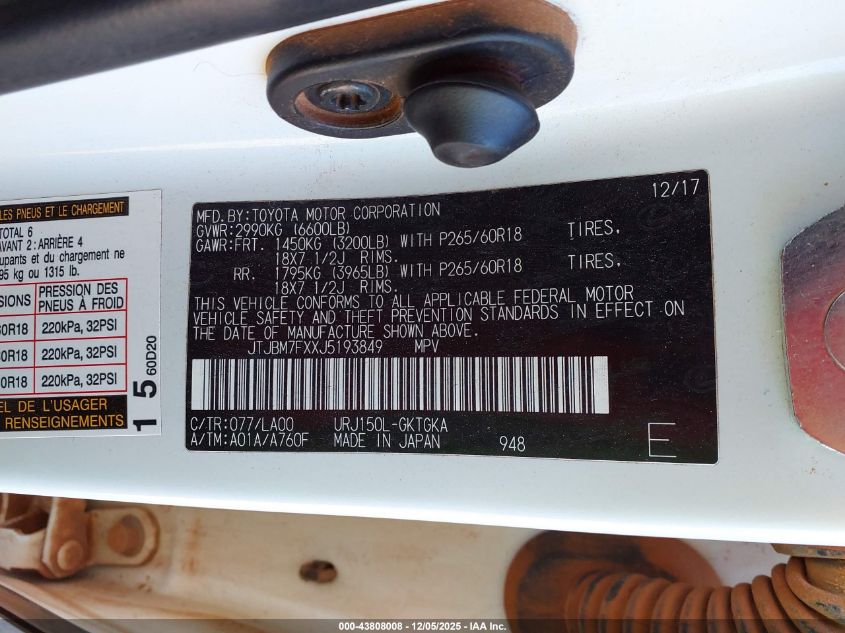 12/17
MFD.BY:TOYOTA MOTOR CORPORATION
GVWR:2990KG (6600LB)
GAWR:FRT. 1450KG (3200LB) WITH P265/60R18 TIRES,
18X7 1/2J RIMS.
RR. 1795KG (3965LB) WITH P265/60R18 TIRES,
18X7 1/2J RIMS.
THIS VEHICLE CONFORMS TO ALL APPLICABLE FEDERAL MOTOR
VEHICLE SAFETY AND THEFT PREVENTION STANDARDS IN EFFECT ON
THE DATE OF MANUFACTURE SHOWN ABOVE.
JTJBM7FXXJ5193849 MPV
C/TR:077/LA00 URJ150L-GKTGKA
A/TM:A01A/A760F MADE IN JAPAN 948 E
LES PNEUS ET LE CHARGEMENT
TOTAL 6
AVANT 2: ARRIÈRE 4
upants et du chargement ne
95 kg ou 1315 lb.
PRESSION DES
PNEUS À FROID
220kPa, 32PSI
220kPa, 32PSI
220kPa, 32PSI
EL DE L'USAGER
RENSEIGNEMENTS
1 5 60D20
000-43808008 - 12/05/2025 - IAA Inc.